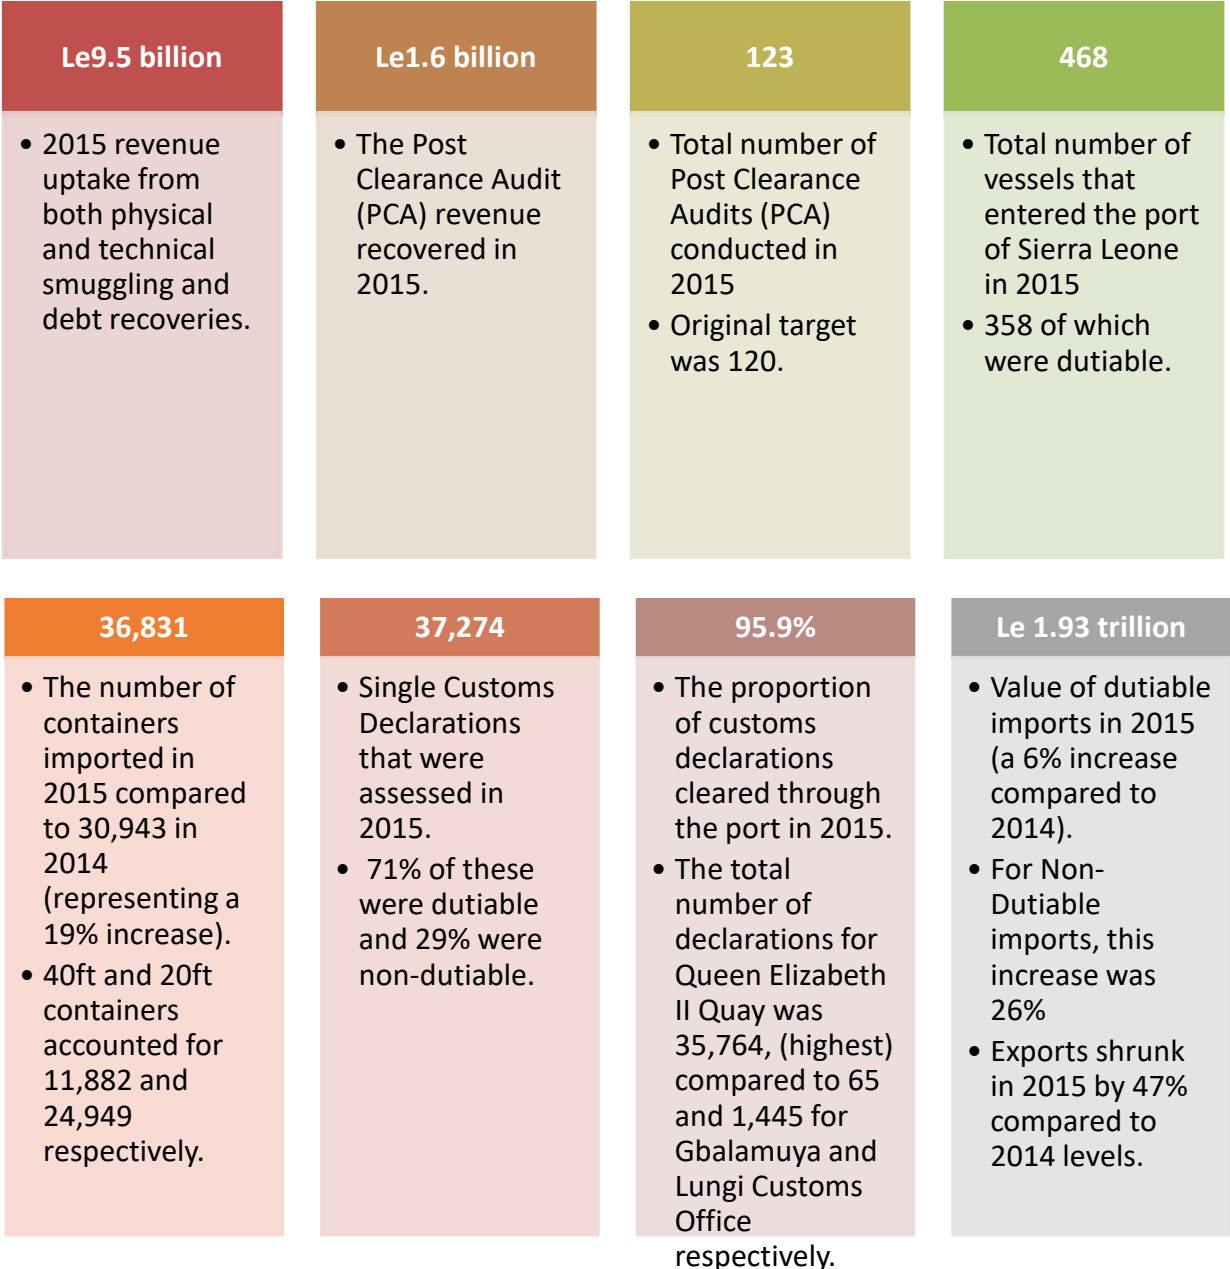 Le9.5 billion
• 2015 revenue
uptake from
both physical
and technical
smuggling and
debt recoveries.
Le1.6 billion
• The Post
Clearance Audit
(PCA) revenue
recovered in
2015.
123
• Total number of
Post Clearance
Audits (PCA)
conducted in
2015
• Original target
was 120.
468
• Total number of
vessels that
entered the port
of Sierra Leone
in 2015
• 358 of which
were dutiable.
36,831
• The number of
containers
imported in
2015 compared
to 30,943 in
2014
(representing a
19% increase).
• 40ft and 20ft
containers
accounted for
11,882 and
24,949
respectively.
37,274
• Single Customs
Declarations
that were
assessed in
2015.
• 71% of these
were dutiable
and 29% were
non-dutiable.
95.9%
• The proportion
of customs
declarations
cleared through
the port in 2015.
• The total
number of
declarations for
Queen Elizabeth
II Quay was
35,764, (highest)
compared to 65
and 1,445 for
Gbalamuya and
Lungi Customs
Office
respectively.
Le 1.93 trillion
• Value of dutiable
imports in 2015
(a 6% increase
compared to
2014).
• For Non-
Dutiable
imports, this
increase was
26%
• Exports shrunk
in 2015 by 47%
compared to
2014 levels.